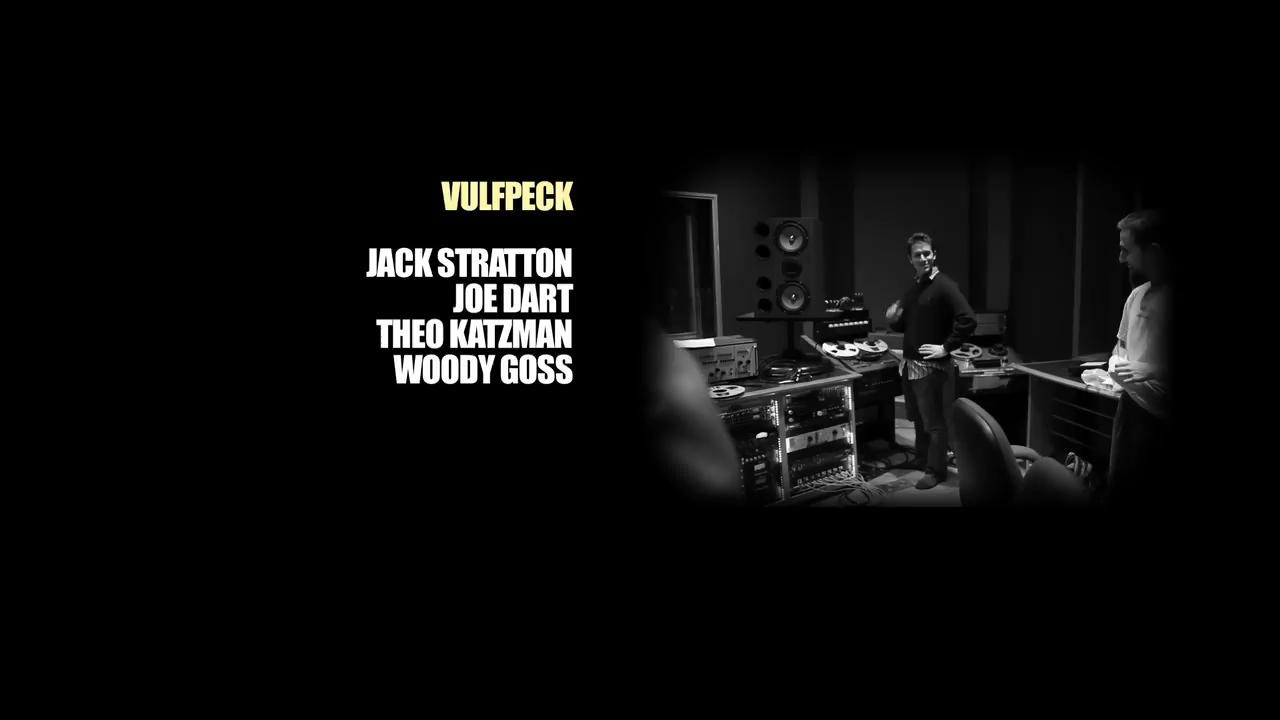 VULFPECK
JACK STRATTON
JOE DART
THEO KATZMAN
WOODY GOSS